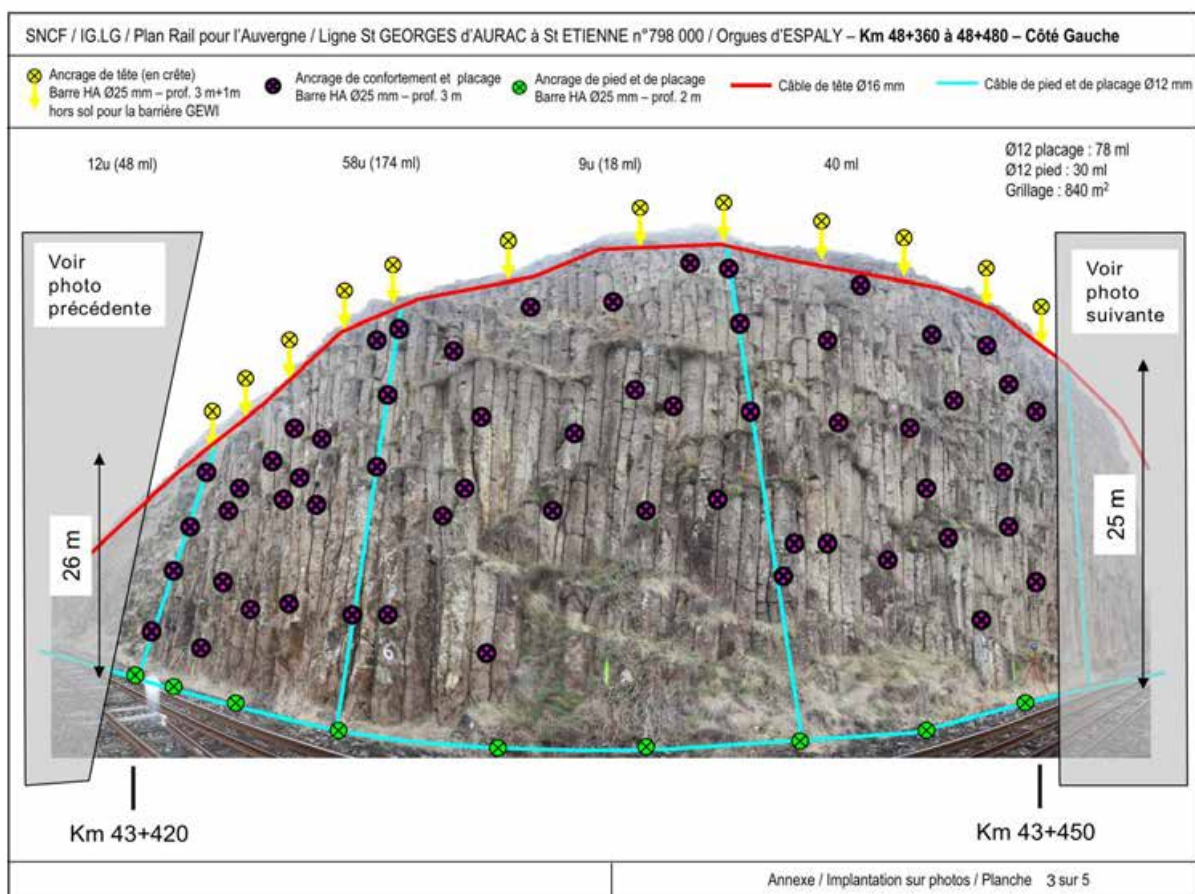 SNCF / IG.LG / Plan Rail pour l'Auvergne / Ligne St GEORGES d'AURAC à St ETIENNE n°798 000 / Orgues d'ESPALY – Km 48+360 à 48+480 – Côté Gauche
Ancrage de tête (en crête)
Barre HA Ø25 mm – prof. 3 m+1m
hors sol pour la barrière GEWI
Ancrage de confortement et placage
Barre HA Ø25 mm – prof. 3 m
Ancrage de pied et de placage
Barre HA Ø25 mm – prof. 2 m
Câble de tête Ø16 mm
Câble de pied et de placage Ø12 mm
12u (48 ml)
58u (174 ml)
9u (18 ml)
40 ml
Ø12 placage : 78 ml
Ø12 pied : 30 ml
Grillage : 840 m²
Voir
photo
précédente
Voir
photo
suivante
26 m
25 m
Km 43+420
Km 43+450
Annexe / Implantation sur photos / Planche 3 sur 5